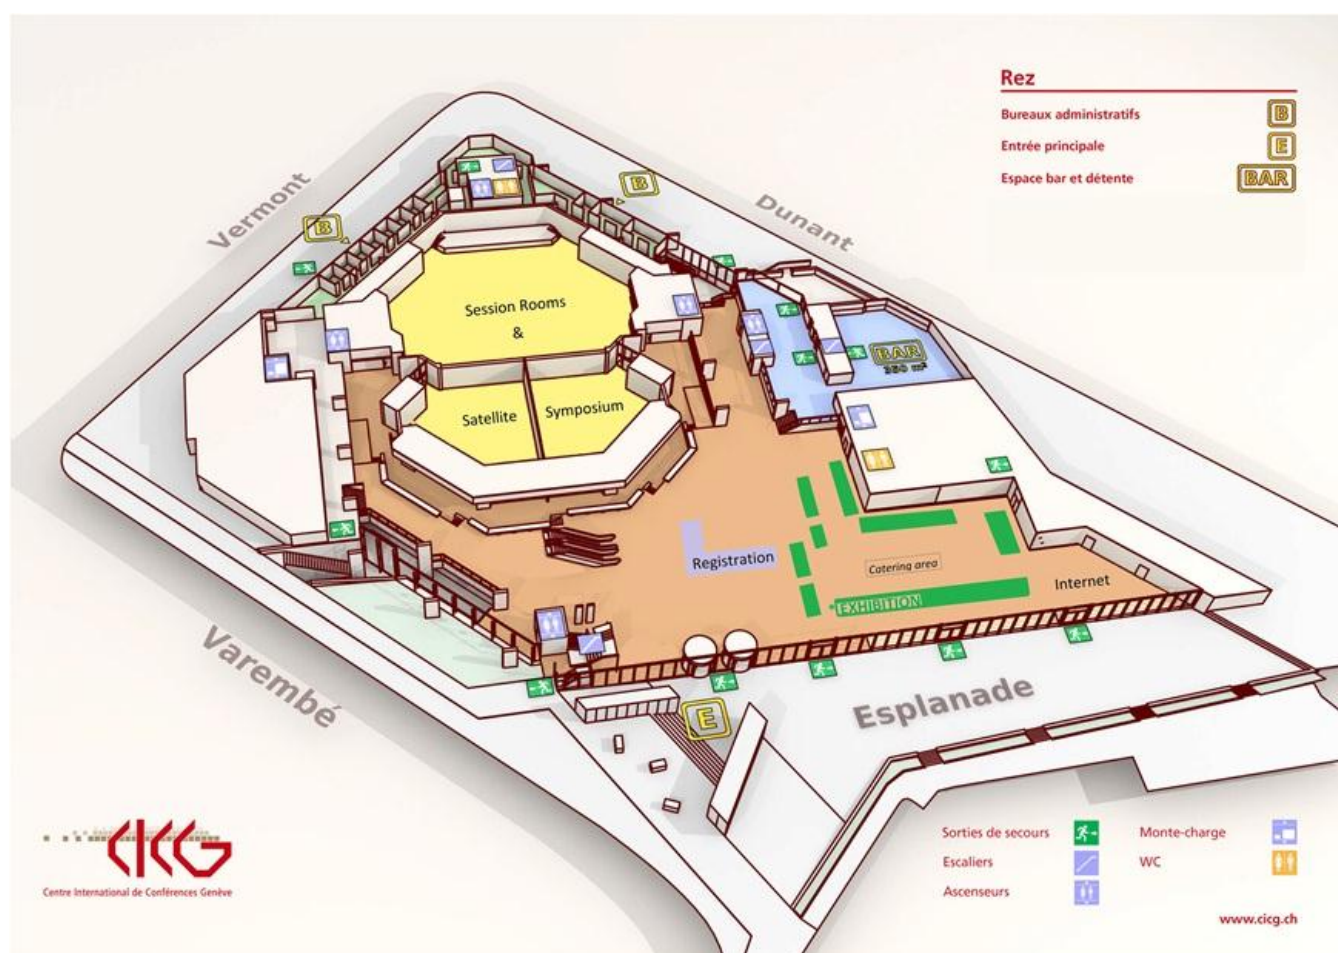 Rez
Bureaux administratifs B
Entrée principale E
Espace bar et détente BAR
Vermont
B
B
Dunant
Session Rooms
&
Satellite
Symposium
BAR
350 m²
Registration
Catering area
EXHIBITION
Internet
Varembé
E
Esplanade
CICG
Centre International de Conférences Genève
Sorties de secours
Monte-charge
Escaliers
WC
Ascenseurs
www.cicg.ch